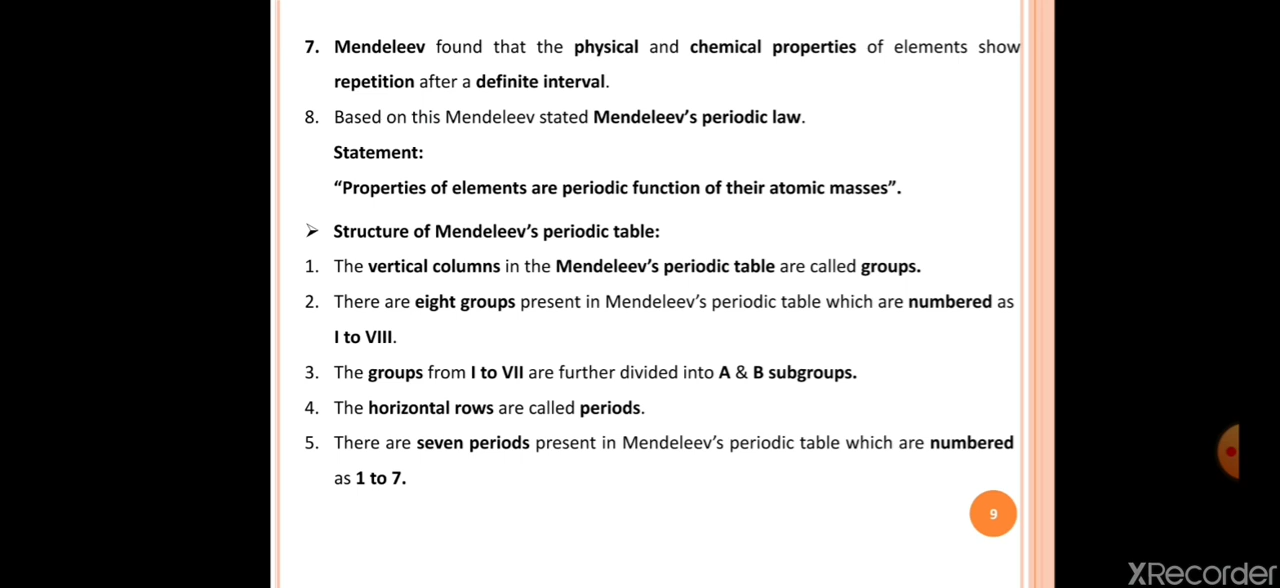 7. Mendeleev found that the physical and chemical properties of elements show
repetition after a definite interval.
8. Based on this Mendeleev stated Mendeleev’s periodic law.
Statement:
“Properties of elements are periodic function of their atomic masses”.
➢ Structure of Mendeleev’s periodic table:
1. The vertical columns in the Mendeleev’s periodic table are called groups.
2. There are eight groups present in Mendeleev’s periodic table which are numbered as
I to VIII.
3. The groups from I to VII are further divided into A & B subgroups.
4. The horizontal rows are called periods.
5. There are seven periods present in Mendeleev’s periodic table which are numbered
as 1 to 7.
9
XRecorder